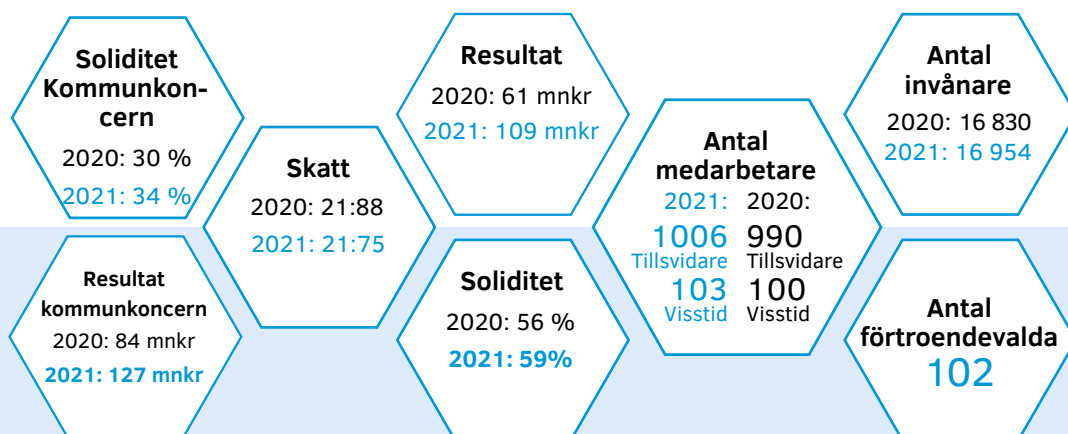 Soliditet
Kommunkon-
cern
2020: 30 %
2021: 34 %
Resultat
kommunkoncern
2020: 84 mnkr
2021: 127 mnkr
Skatt
2020: 21:88
2021: 21:75
Resultat
2020: 61 mnkr
2021: 109 mnkr
Soliditet
2020: 56 %
2021: 59%
Antal
medarbetare
2021: 2020:
1006 990
Tillsvidare Tillsvidare
103 100
Visstid Visstid
Antal
invånare
2020: 16 830
2021: 16 954
Antal
förtroendevalda
102